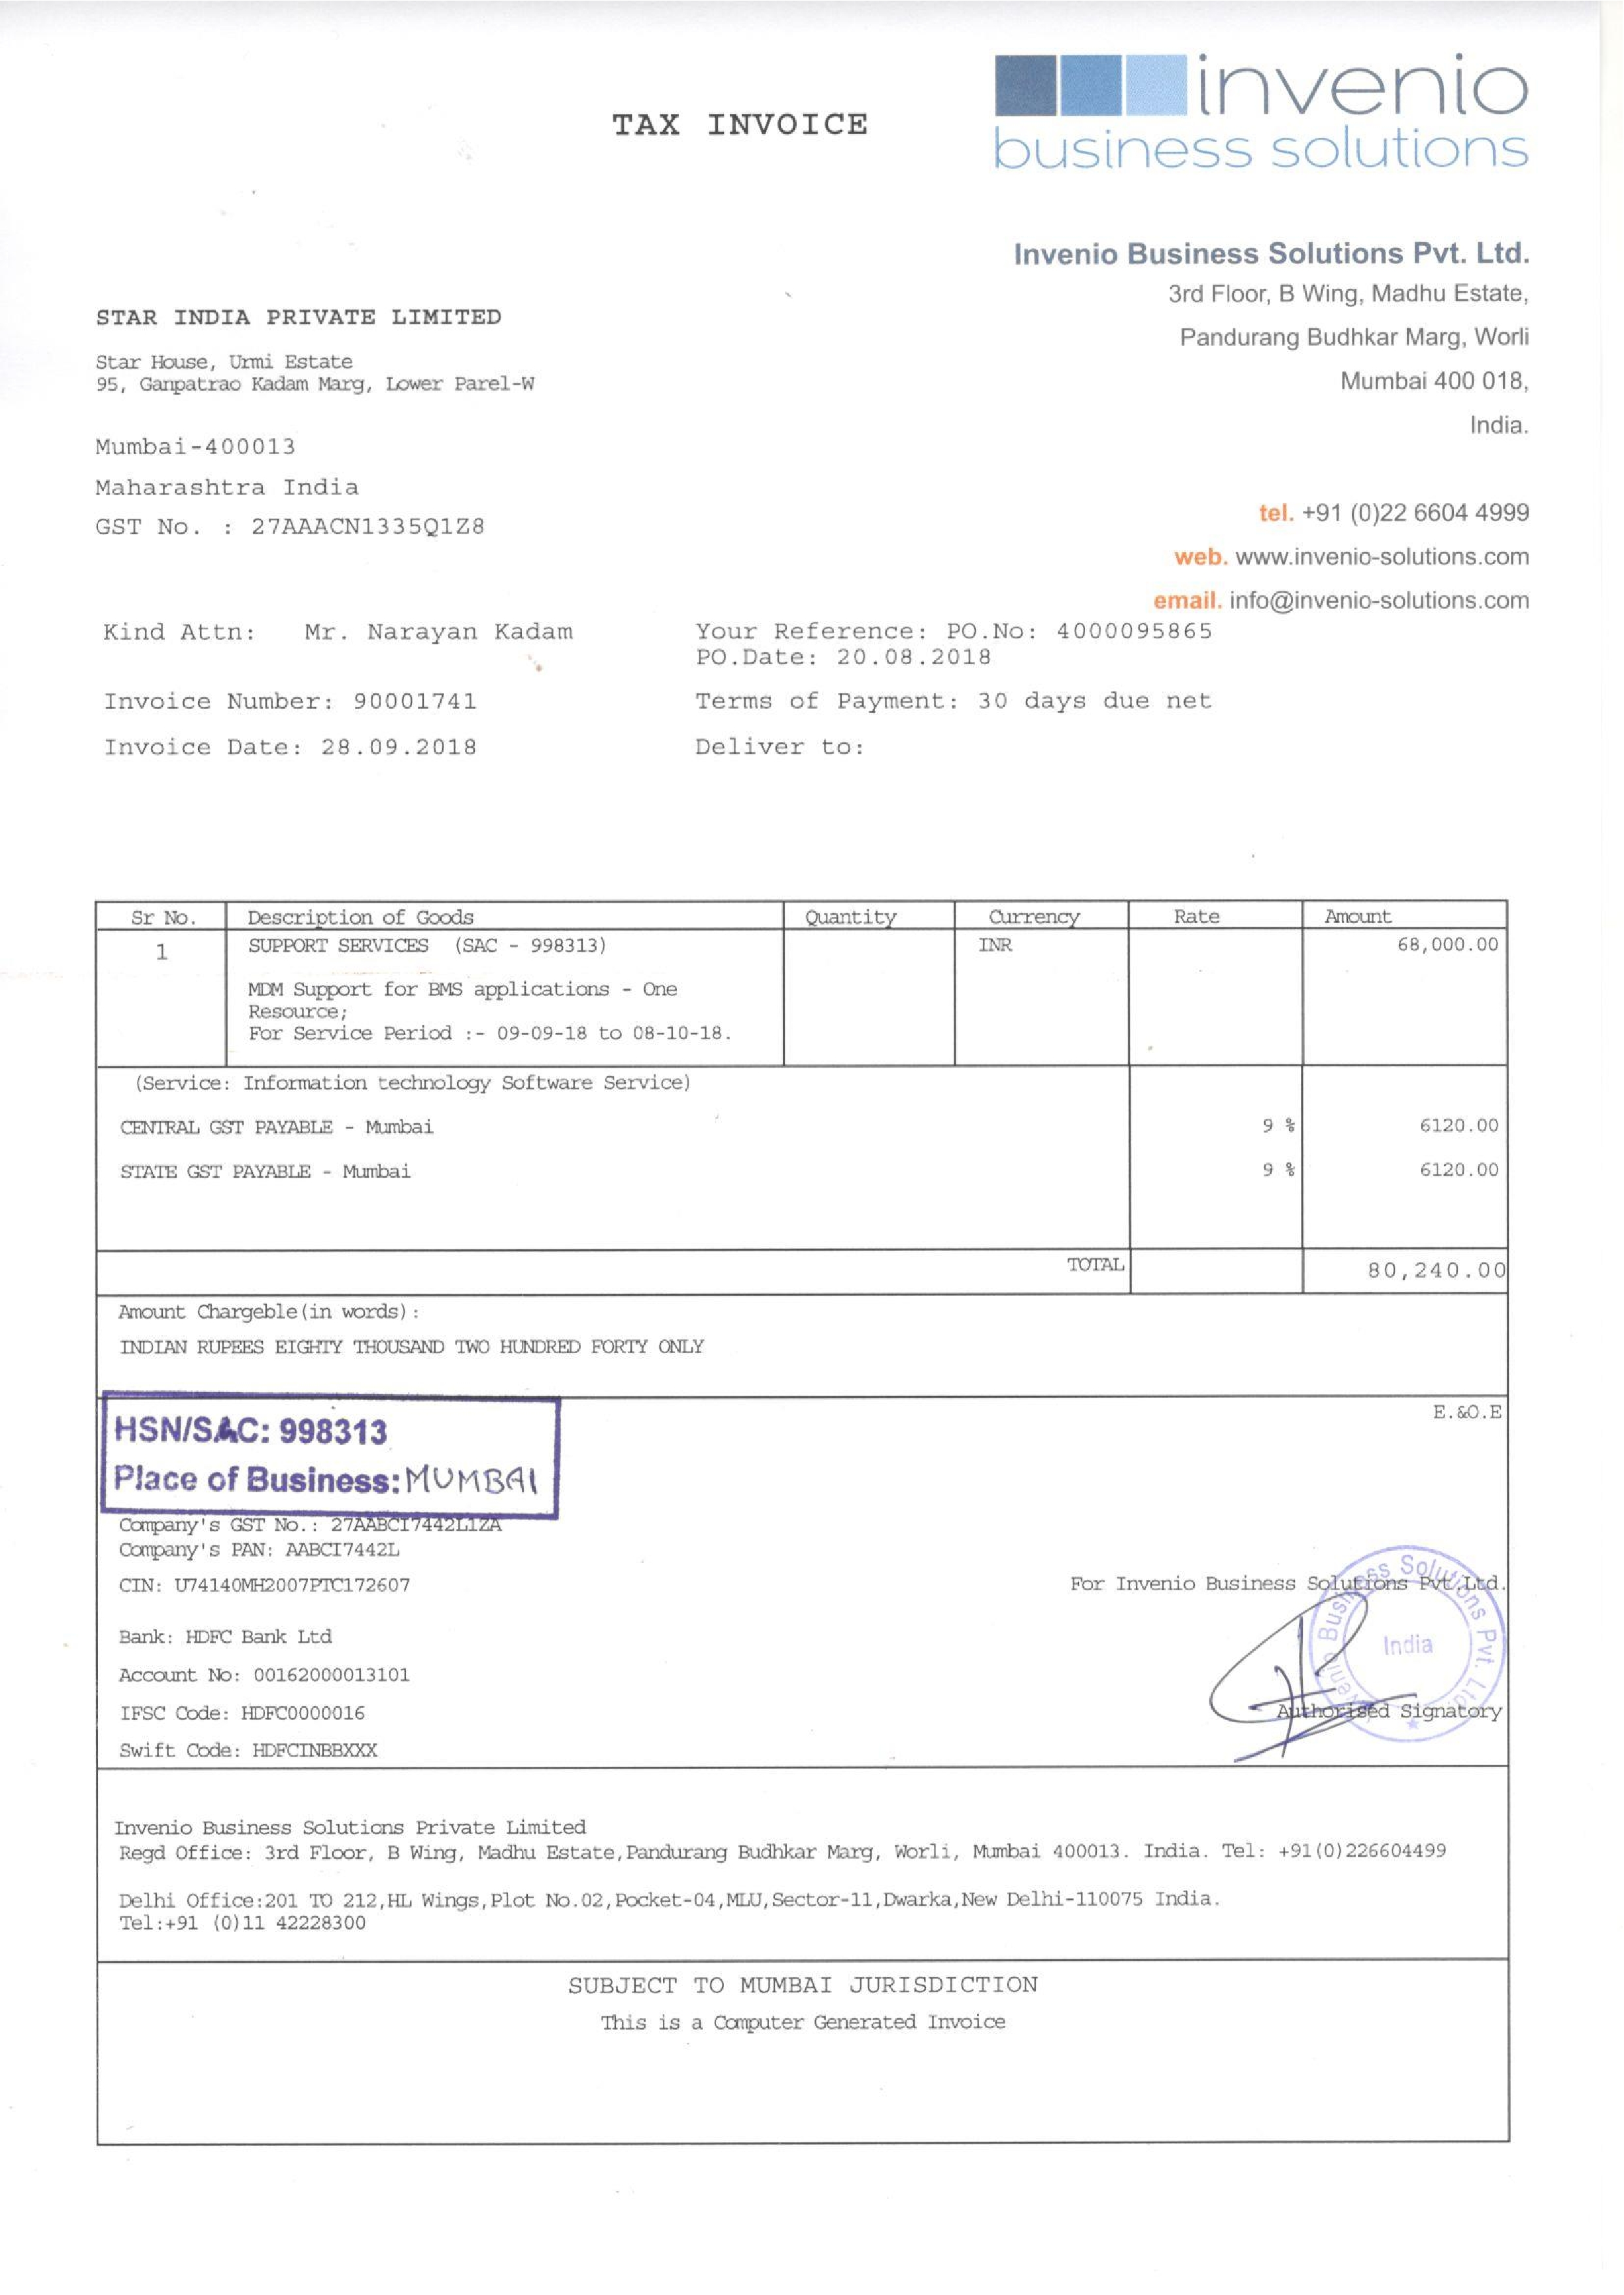 TAX INVOICE
invenio
business solutions
Invenio Business Solutions Pvt. Ltd.
3rd Floor, B Wing, Madhu Estate,
Pandurang Budhkar Marg, Worli
Mumbai 400 018,
India.
tel. +91 (0)22 6604 4999
web. www.invenio-solutions.com
email. info@invenio-solutions.com
STAR INDIA PRIVATE LIMITED
Star House, Urmi Estate
95, Ganpatrao Kadam Marg, Lower Parel-W
Mumbai-400013
Maharashtra India
GST No. : 27AAACN1335Q1Z8
Kind Attn: Mr. Narayan Kadam
Your Reference: PO.No: 4000095865
PO.Date: 20.08.2018
Invoice Number: 90001741
Terms of Payment: 30 days due net
Invoice Date: 28.09.2018
Deliver to:
Sr No. Description of Goods Quantity Currency Rate Amount
1 SUPPORT SERVICES (SAC - 998313) INR 68,000.00
MDM Support for BMS applications - One
Resource;
For Service Period :- 09-09-18 to 08-10-18.
(Service: Information technology Software Service)
CENTRAL GST PAYABLE - Mumbai 9 % 6120.00
STATE GST PAYABLE - Mumbai 9 % 6120.00
TOTAL 80,240.00
Amount Chargeble(in words) :
INDIAN RUPEES EIGHTY THOUSAND TWO HUNDRED FORTY ONLY
E.&O.E
HSN/SAC: 998313
Place of Business: MUMBAI
Company's GST No.: 27AABCI7442L1ZA
Company's PAN: AABCI7442L
CIN: U74140MH2007PTC172607
For Invenio Business Solutions Pvt.Ltd.
Bank: HDFC Bank Ltd
Account No: 00162000013101
IFSC Code: HDFC0000016
Swift Code: HDFCINBBXXX
Invenio Business Solutions Pvt. Ltd.
India
Authorised Signatory
Invenio Business Solutions Private Limited
Regd Office: 3rd Floor, B Wing, Madhu Estate,Pandurang Budhkar Marg, Worli, Mumbai 400013. India. Tel: +91(0)226604499
Delhi Office:201 TO 212,HL Wings,Plot No.02,Pocket-04,MLU,Sector-11,Dwarka,New Delhi-110075 India.
Tel:+91 (0)11 42228300
SUBJECT TO MUMBAI JURISDICTION
This is a Computer Generated Invoice